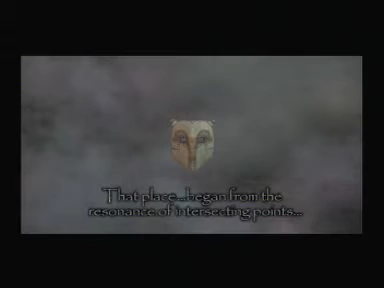 That place...began from the
resonance of intersecting points...